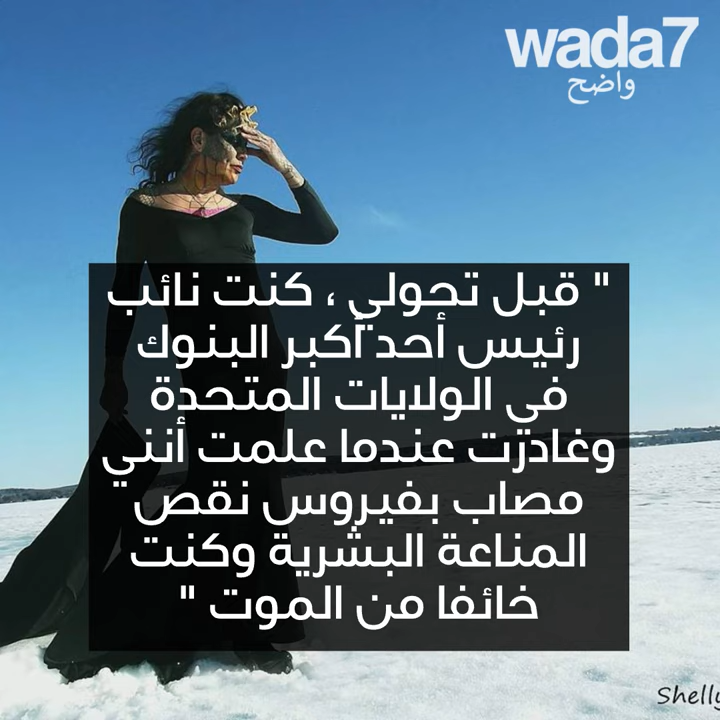 wada7
واضح
" قبل تحولي ، كنت نائب
رئيس أحد أكبر البنوك
في الولايات المتحدة
وغادرت عندما علمت أنني
مصاب بفيروس نقص
المناعة البشرية وكنت
خائفا من الموت "
Shelly